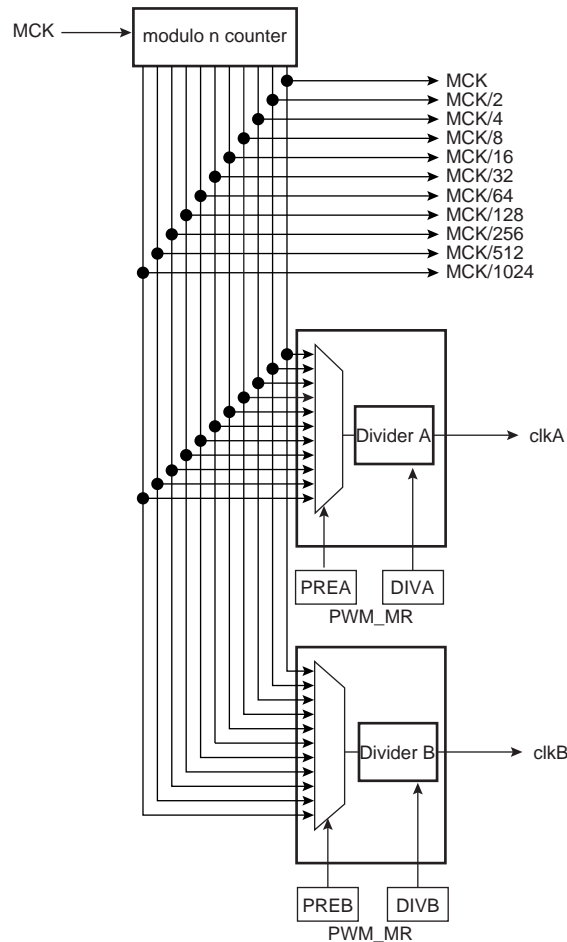 MCK
modulo n counter
MCK
MCK/2
MCK/4
MCK/8
MCK/16
MCK/32
MCK/64
MCK/128
MCK/256
MCK/512
MCK/1024
Divider A
clkA
PREA
DIVA
PWM_MR
Divider B
clkB
PREB
DIVB
PWM_MR